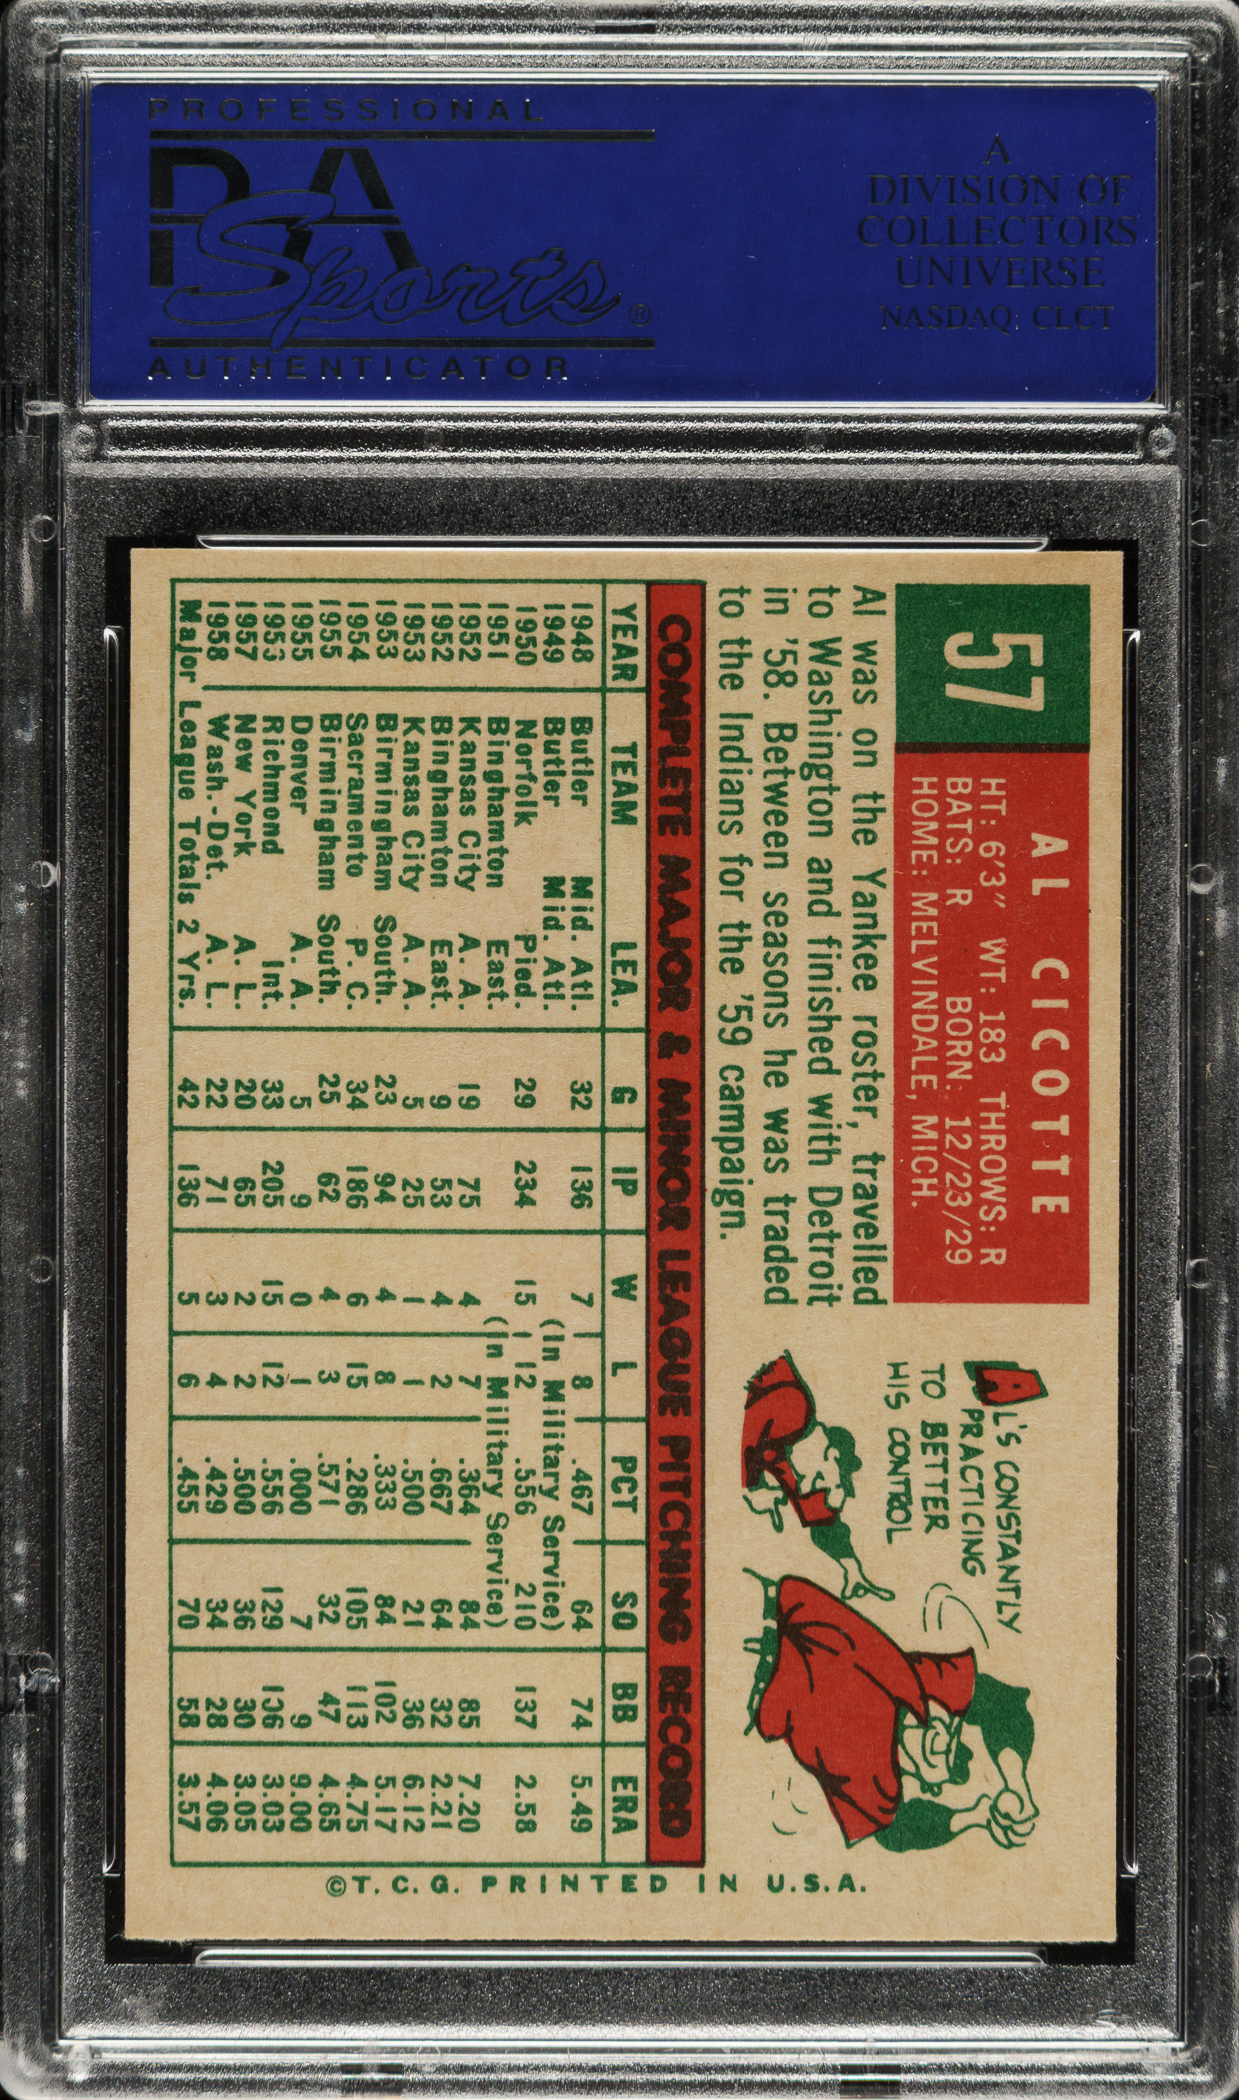 PROFESSIONAL
PSA
Sports®
AUTHENTICATOR
A
DIVISION OF
COLLECTORS
UNIVERSE
NASDAQ: CLCT
57
AL CICOTTE
HT: 6'3" WT: 183 THROWS: R
BATS: R BORN: 12/23/29
HOME: MELVINDALE, MICH.
Al was on the Yankee roster, travelled
to Washington and finished with Detroit
in '58. Between seasons he was traded
to the Indians for the '59 campaign.
AL'S CONSTANTLY
PRACTICING
TO BETTER
HIS CONTROL
COMPLETE MAJOR & MINOR LEAGUE PITCHING RECORD
YEAR TEAM LEA. G IP W L PCT SO BB ERA
1948 Butler Mid. Atl. 32 136 7 8 .467 64 74 5.49
1949 Butler Mid. Atl. (In Military Service)
1950 Norfolk Pied. 29 234 15 12 .556 210 137 2.58
1951 Binghamton East. (In Military Service)
1952 Kansas City A. A. 19 75 4 7 .364 84 85 7.20
1952 Binghamton East. 9 53 4 2 .667 64 32 2.21
1953 Kansas City A. A. 5 25 1 1 .500 21 36 6.12
1953 Birmingham South. 23 94 4 8 .333 84 102 5.17
1954 Sacramento P. C. 34 186 6 15 .286 105 113 4.75
1955 Birmingham South. 25 62 4 3 .571 32 47 4.65
1955 Denver A. A. 5 9 0 1 .000 7 9 9.00
1953 Richmond Int. 33 205 15 12 .556 129 106 3.03
1957 New York A. L. 20 65 2 2 .500 36 30 3.05
1958 Wash.-Det. A. L. 22 71 3 4 .429 34 28 4.06
Major League Totals 2 Yrs. 42 136 5 6 .455 70 58 3.57
©T. C. G. PRINTED IN U.S.A.